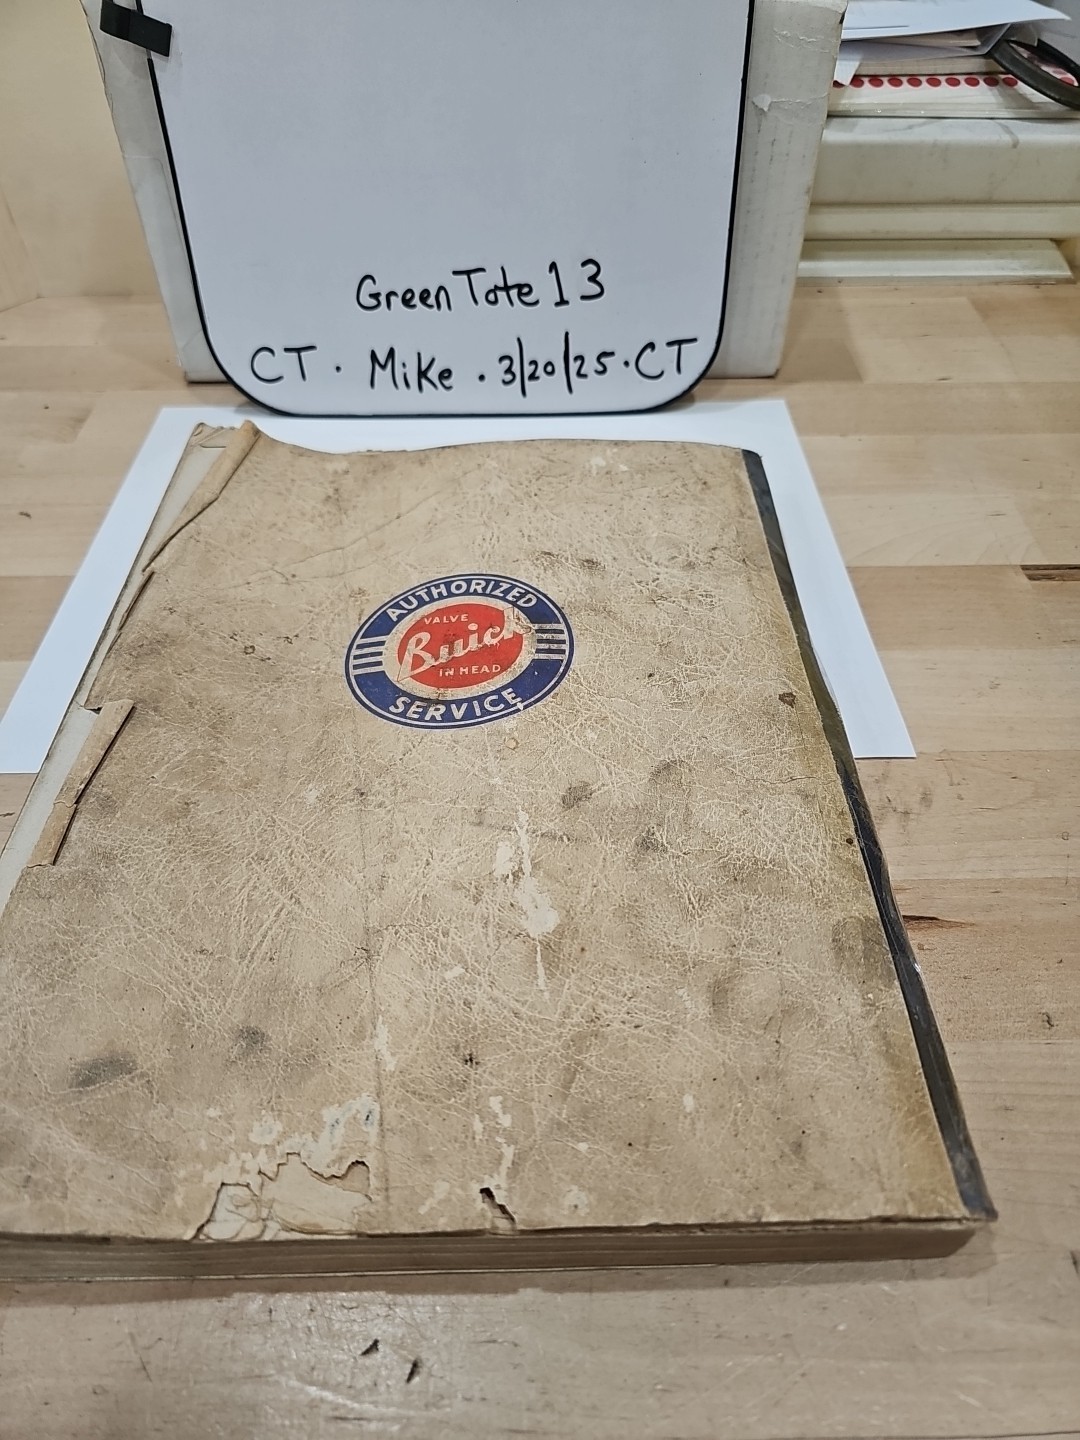 Green Tote 13
CT · Mike · 3/20/25 · CT
AUTHORIZED
VALVE
Buick
IN HEAD
SERVICE